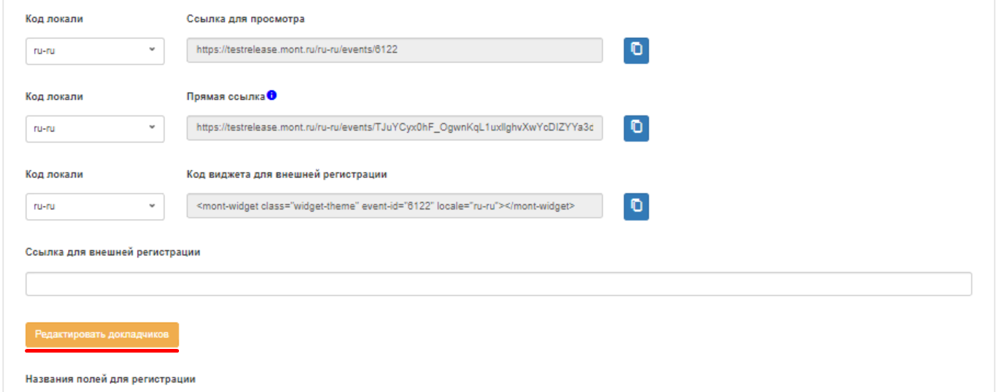 Код локали Ссылка для просмотра
ru-ru https://testrelease.mont.ru/ru-ru/events/6122
Код локали Прямая ссылка
ru-ru https://testrelease.mont.ru/ru-ru/events/TJuYCyx0hF_OgwnKqL1uxllghvXwYcDIZYYa3c
Код локали Код виджета для внешней регистрации
ru-ru <mont-widget class="widget-theme" event-id="6122" locale="ru-ru"></mont-widget>
Ссылка для внешней регистрации
Редактировать докладчиков
Названия полей для регистрации